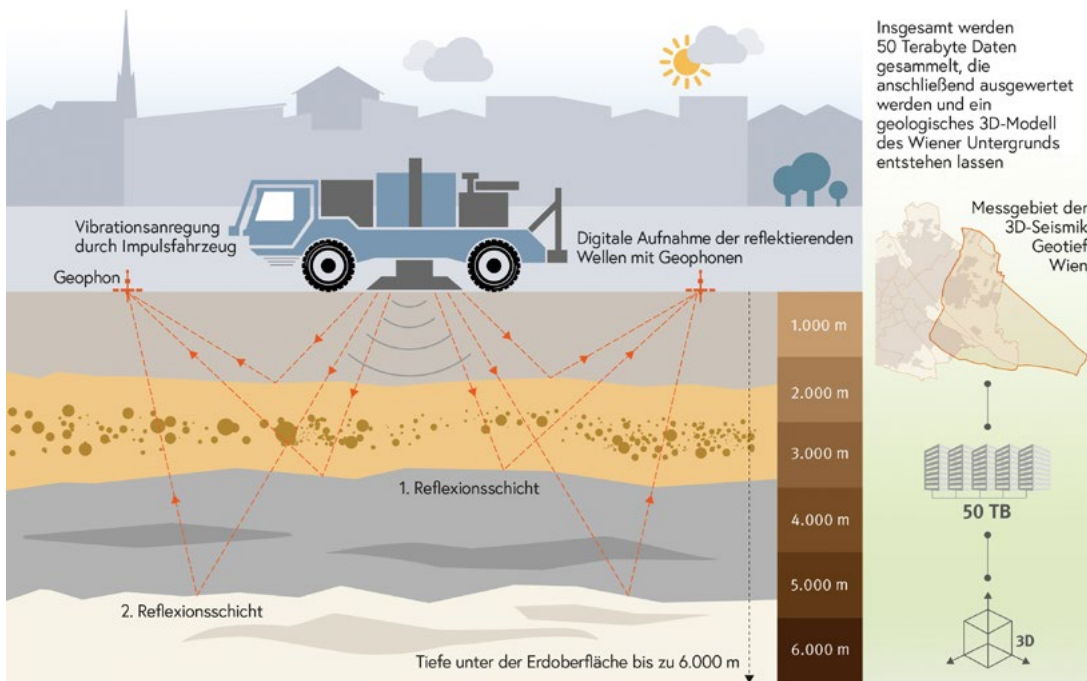 Insgesamt werden
50 Terabyte Daten
gesammelt, die
anschließend ausgewertet
werden und ein
geologisches 3D-Modell
des Wiener Untergrunds
entstehen lassen
Vibrationsanregung
durch Impulsfahrzeug
Geophon
Digitale Aufnahme der reflektierenden
Wellen mit Geophonen
Messgebiet der
3D-Seismik
Geotief
Wien
1.000 m
2.000 m
3.000 m
4.000 m
5.000 m
6.000 m
1. Reflexionsschicht
2. Reflexionsschicht
Tiefe unter der Erdoberfläche bis zu 6.000 m
50 TB
3D